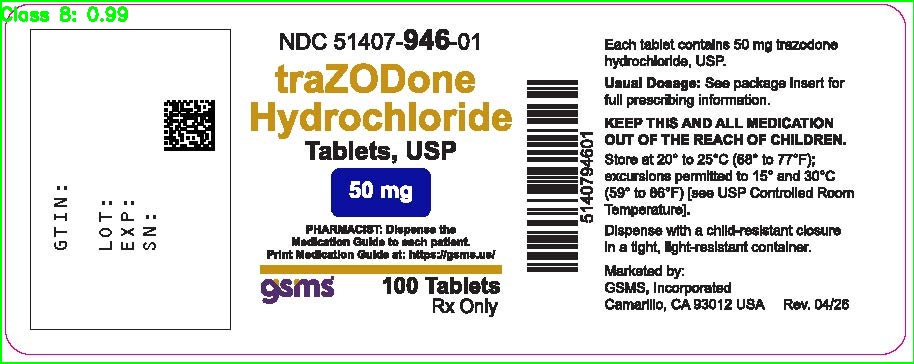 Class 8: 0.99
GTIN:
LOT:
EXP:
SN:
NDC 51407-946-01
traZODone
Hydrochloride
Tablets, USP
50 mg
PHARMACIST: Dispense the
Medication Guide to each patient.
Print Medication Guide at: https://gsms.us/
gsms
100 Tablets
Rx Only
5140794601
Each tablet contains 50 mg trazodone
hydrochloride, USP.
Usual Dosage: See package insert for
full prescribing information.
KEEP THIS AND ALL MEDICATION
OUT OF THE REACH OF CHILDREN.
Store at 20° to 25°C (68° to 77°F);
excursions permitted to 15° and 30°C
(59° to 86°F) [see USP Controlled Room
Temperature].
Dispense with a child-resistant closure
in a tight, light-resistant container.
Marketed by:
GSMS, Incorporated
Camarillo, CA 93012 USA Rev. 04/26